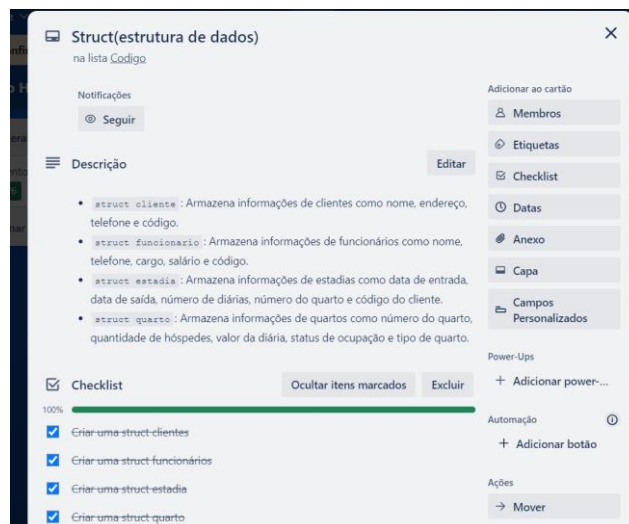 Struct(estrutura de dados)
na lista Codigo
Notificações
Seguir
Descrição
Editar
struct cliente : Armazena informações de clientes como nome, endereço,
telefone e código.
struct funcionario : Armazena informações de funcionários como nome,
telefone, cargo, salário e código.
struct estadia : Armazena informações de estadias como data de entrada,
data de saída, número de diárias, número do quarto e código do cliente.
struct quarto : Armazena informações de quartos como número do quarto,
quantidade de hóspedes, valor da diária, status de ocupação e tipo de quarto.
Checklist
Ocultar itens marcados
Excluir
100%
Criar uma struct clientes
Criar uma struct funcionários
Criar uma struct estadia
Criar uma struct quarto
Adicionar ao cartão
Membros
Etiquetas
Checklist
Datas
Anexo
Capa
Campos
Personalizados
Power-Ups
+ Adicionar power-...
Automação
+ Adicionar botão
Ações
→ Mover